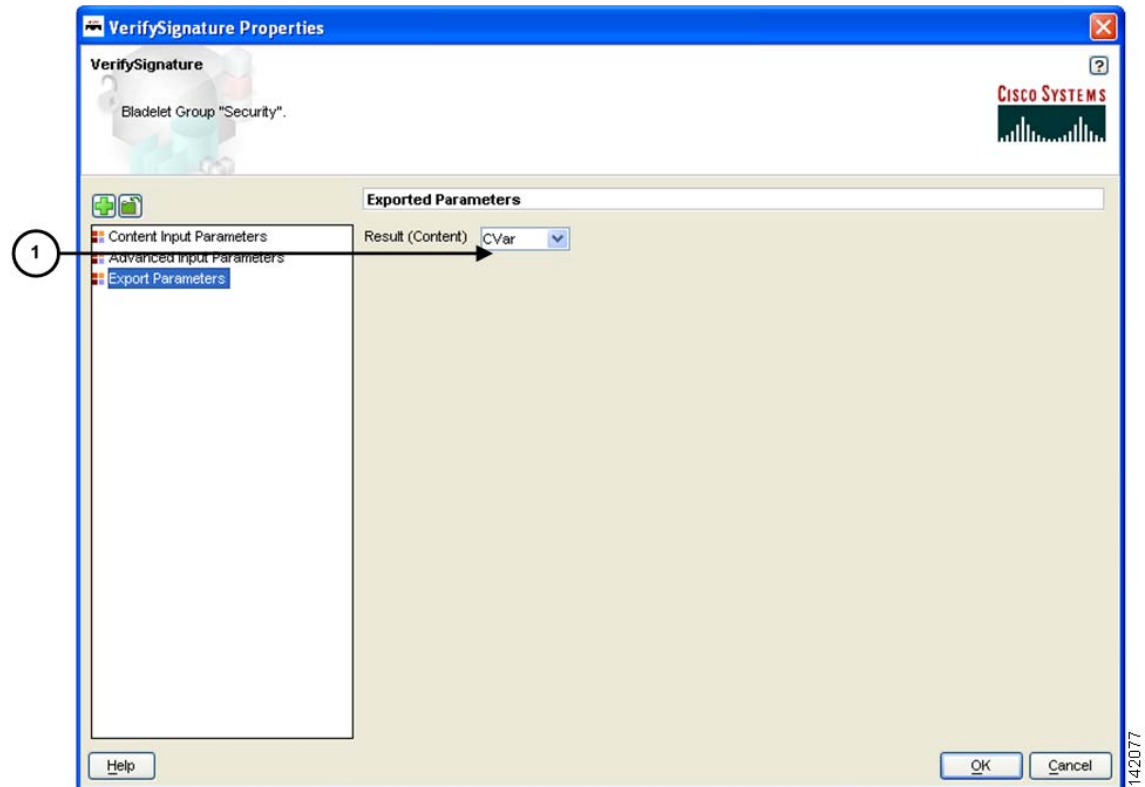 VerifySignature Properties
VerifySignature
?
Bladelet Group "Security".
CISCO SYSTEMS
Exported Parameters
1
Content Input Parameters
Advanced Input Parameters
Export Parameters
Result (Content) CVar
Help
OK
Cancel
142077